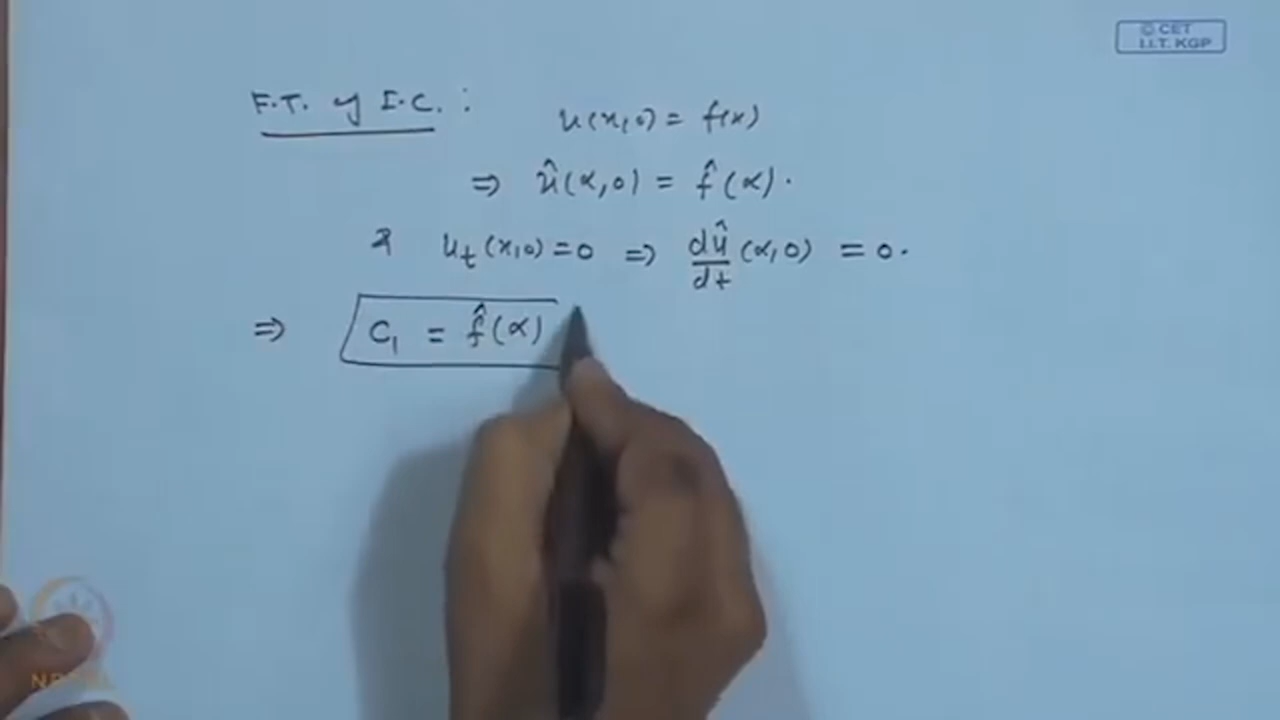 © CET
I.I.T. KGP
F.T. of I.C. :
u(x,0) = f(x)
⇒ û(α,0) = f̂(α).
& u_t(x,0)=0 ⇒ dû/dt (α,0) = 0.
⇒ C₁ = f̂(α)